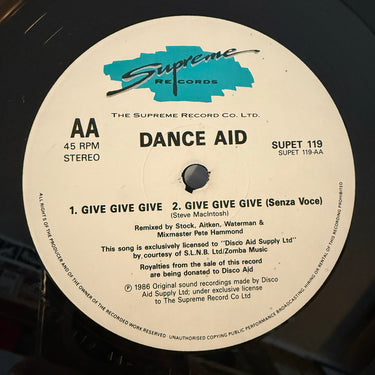 Supreme
RECORDS
THE SUPREME RECORD CO. LTD.
AA
45 RPM
STEREO
DANCE AID
SUPET 119
SUPET 119-AA
1. GIVE GIVE GIVE 2. GIVE GIVE GIVE (Senza Voce)
(Steve MacIntosh)
Remixed by Stock, Aitken, Waterman &
Mixmaster Pete Hammond
This song is exclusively licensed to "Disco Aid Supply Ltd"
by courtesy of S.L.N.B. Ltd/Zomba Music
Royalties from the sale of this record
are being donated to Disco Aid
℗ 1986 Original sound recordings made by Disco
Aid Supply Ltd; under exclusive license
to The Supreme Record Co Ltd
ALL RIGHTS OF THE PRODUCER AND OF THE OWNER OF THE RECORDED WORK RESERVED. UNAUTHORISED COPYING PUBLIC PERFORMANCE BROADCASTING, HIRING OR RENTAL OF THIS RECORDING PROHIBITED